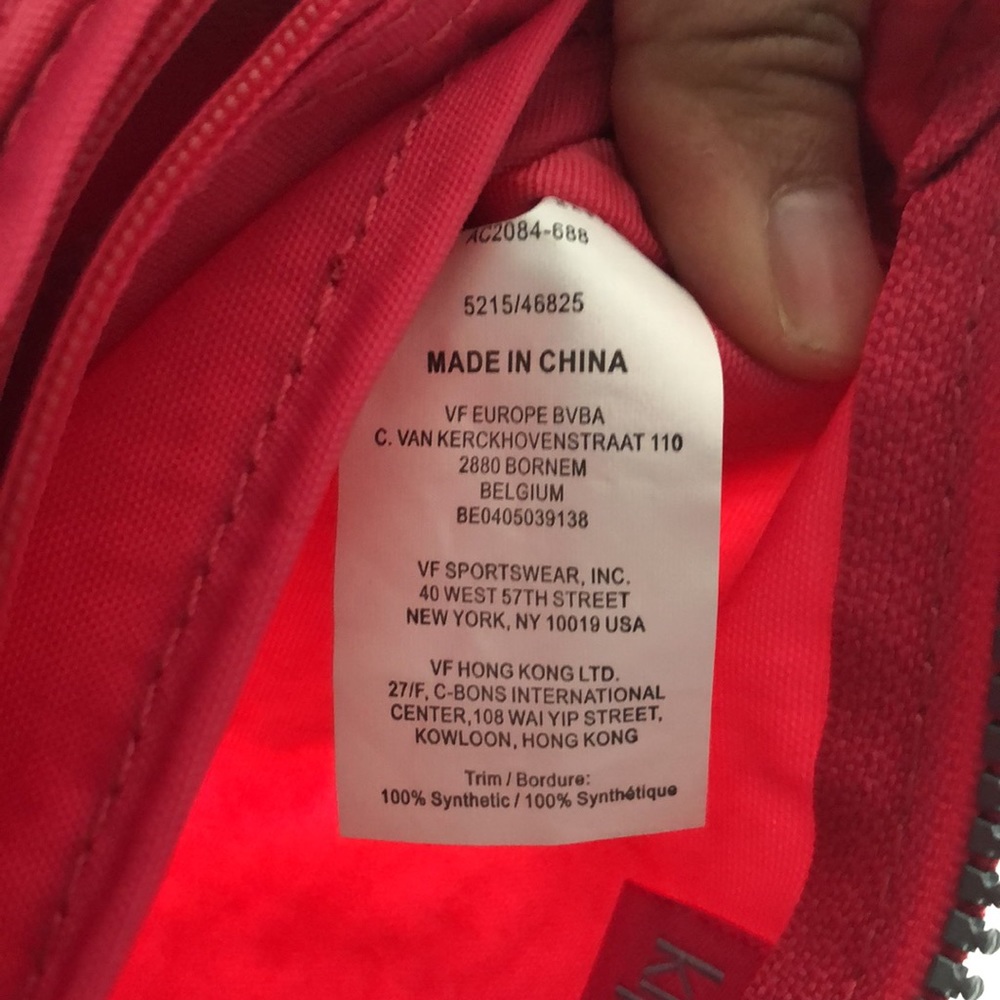 AC2084-688
5215/46825
MADE IN CHINA
VF EUROPE BVBA
C. VAN KERCKHOVENSTRAAT 110
2880 BORNEM
BELGIUM
BE0405039138
VF SPORTSWEAR, INC.
40 WEST 57TH STREET
NEW YORK, NY 10019 USA
VF HONG KONG LTD.
27/F, C-BONS INTERNATIONAL
CENTER,108 WAI YIP STREET,
KOWLOON, HONG KONG
Trim / Bordure:
100% Synthetic / 100% Synthétique